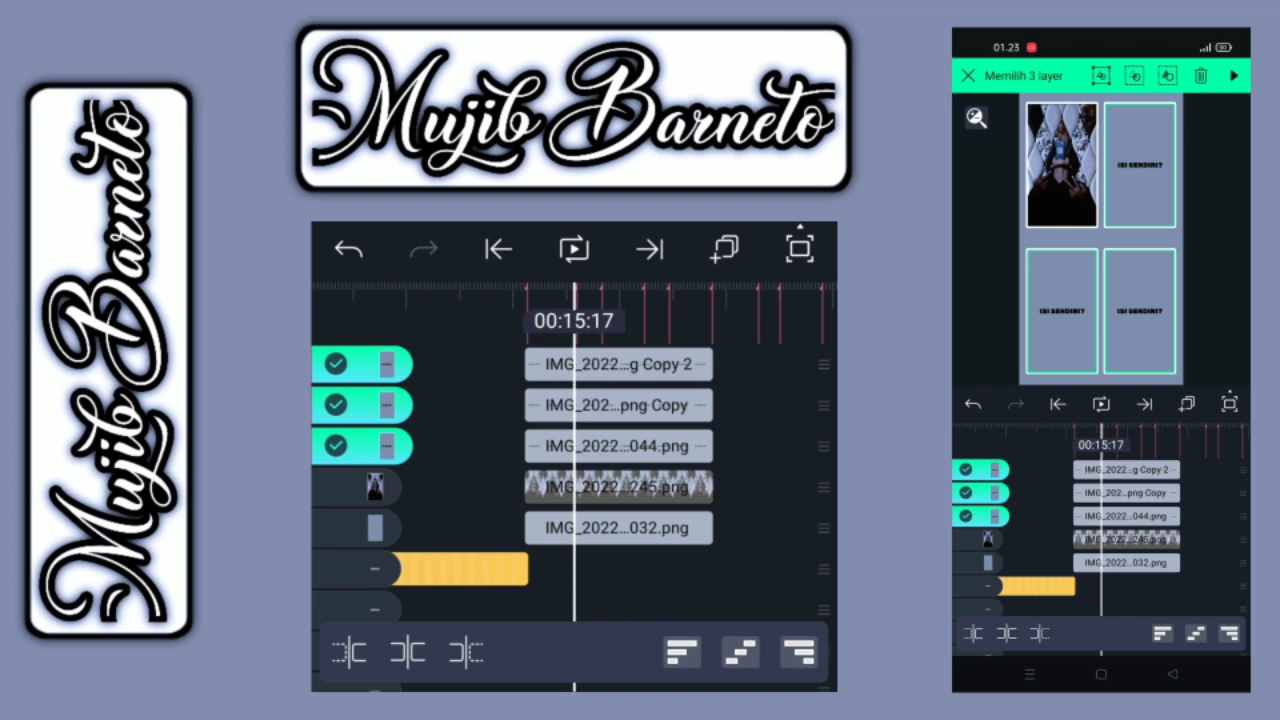 Mujib Barneto
Mujib Barneto
00:15:17
IMG_2022...g Copy 2
IMG_202...png Copy
IMG_2022...044.png
IMG_2022...245.png
IMG_2022...032.png
01.23
90
Memilih 3 layer
ISI SENDIRI?
ISI SENDIRI?
ISI SENDIRI?
00:15:17
IMG_2022...g Copy 2
IMG_202...png Copy
IMG_2022...044.png
IMG_2022...245.png
IMG_2022...032.png